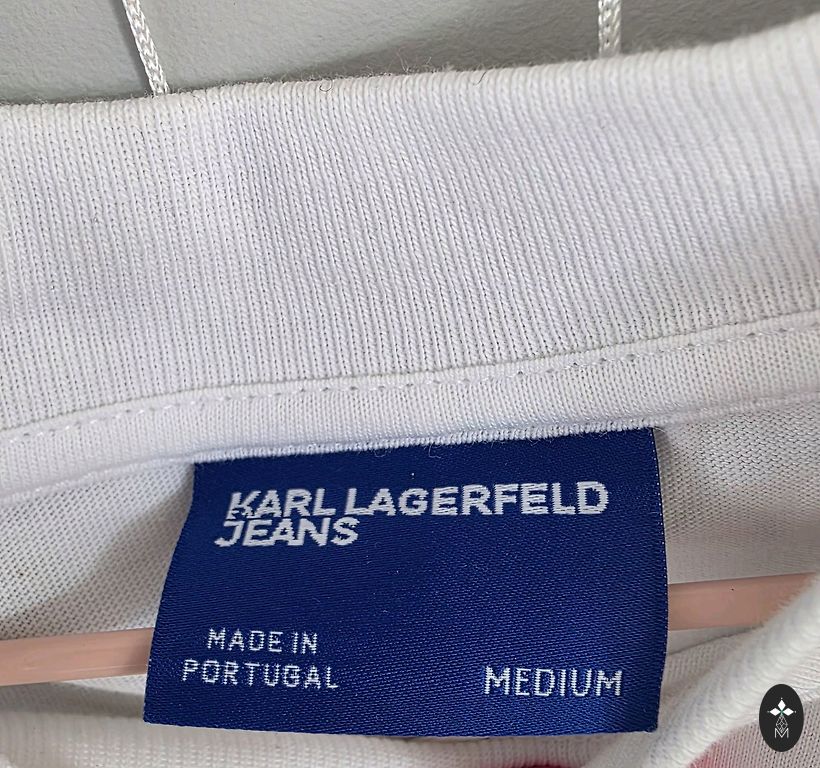 KARL LAGERFELD
JEANS
MADE IN
PORTUGAL
MEDIUM
M